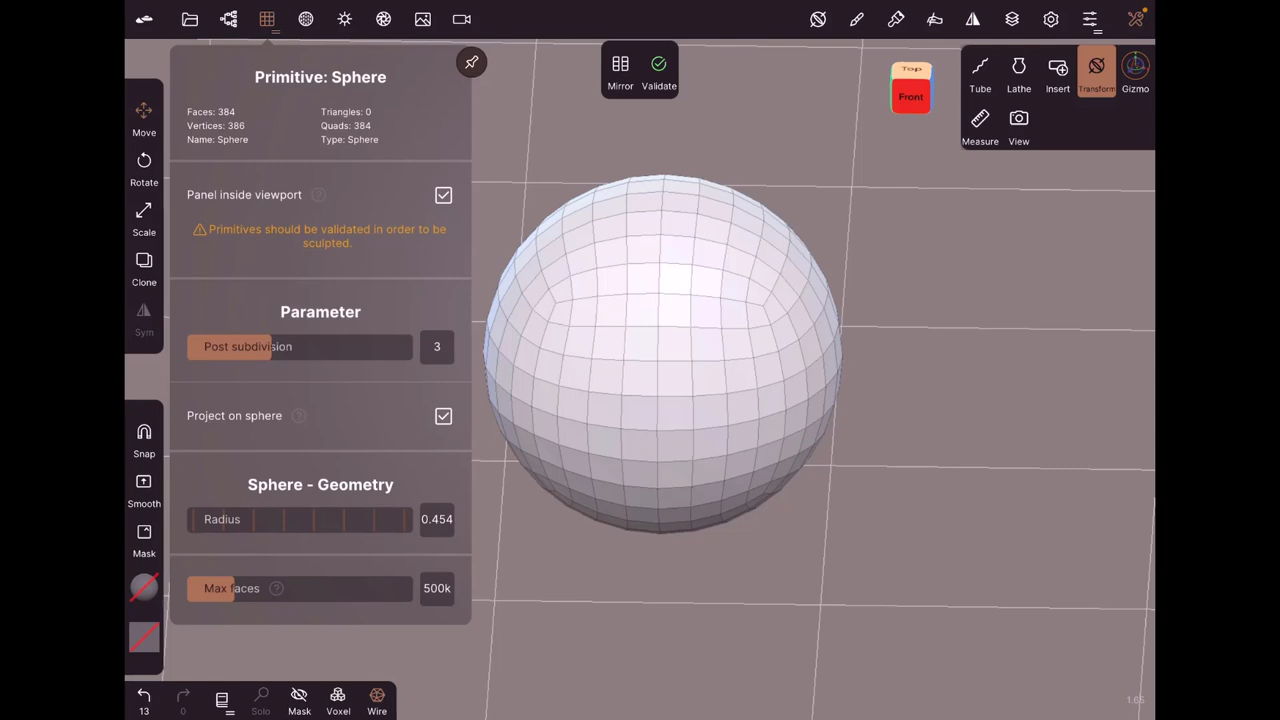 Primitive: Sphere
Faces: 384
Triangles: 0
Vertices: 386
Quads: 384
Name: Sphere
Type: Sphere
Panel inside viewport ?
Primitives should be validated in order to be
sculpted.
Parameter
Post subdivision
3
Project on sphere ?
Sphere - Geometry
Radius
0.454
Max faces ?
500k
Move
Rotate
Scale
Clone
Sym
Snap
Smooth
Mask
13
0
Solo
Mask
Voxel
Wire
Mirror
Validate
Top
Front
Tube
Lathe
Insert
Transform
Gizmo
Measure
View